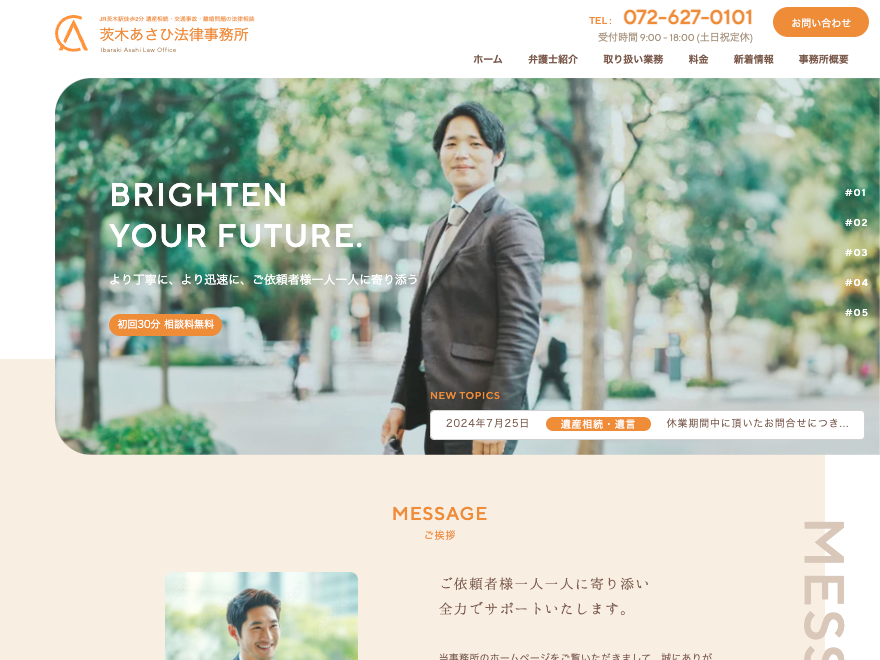 JR茨木駅徒歩2分 遺産相続・交通事故・離婚問題の法律相談
茨木あさひ法律事務所
Ibaraki Asahi Law Office
TEL : 072-627-0101
受付時間 9:00 - 18:00 (土日祝定休)
お問い合わせ
ホーム 弁護士紹介 取り扱い業務 料金 新着情報 事務所概要
BRIGHTEN
YOUR FUTURE.
より丁寧に、より迅速に、ご依頼者様一人一人に寄り添う
初回30分 相談料無料
#01
#02
#03
#04
#05
NEW TOPICS
2024年7月25日 遺産相続・遺言 休業期間中に頂いたお問合せにつき...
MESSAGE
ご挨拶
ご依頼者様一人一人に寄り添い
全力でサポートいたします。
当事務所のホームページをご覧いただきまして、誠にありが
MESS